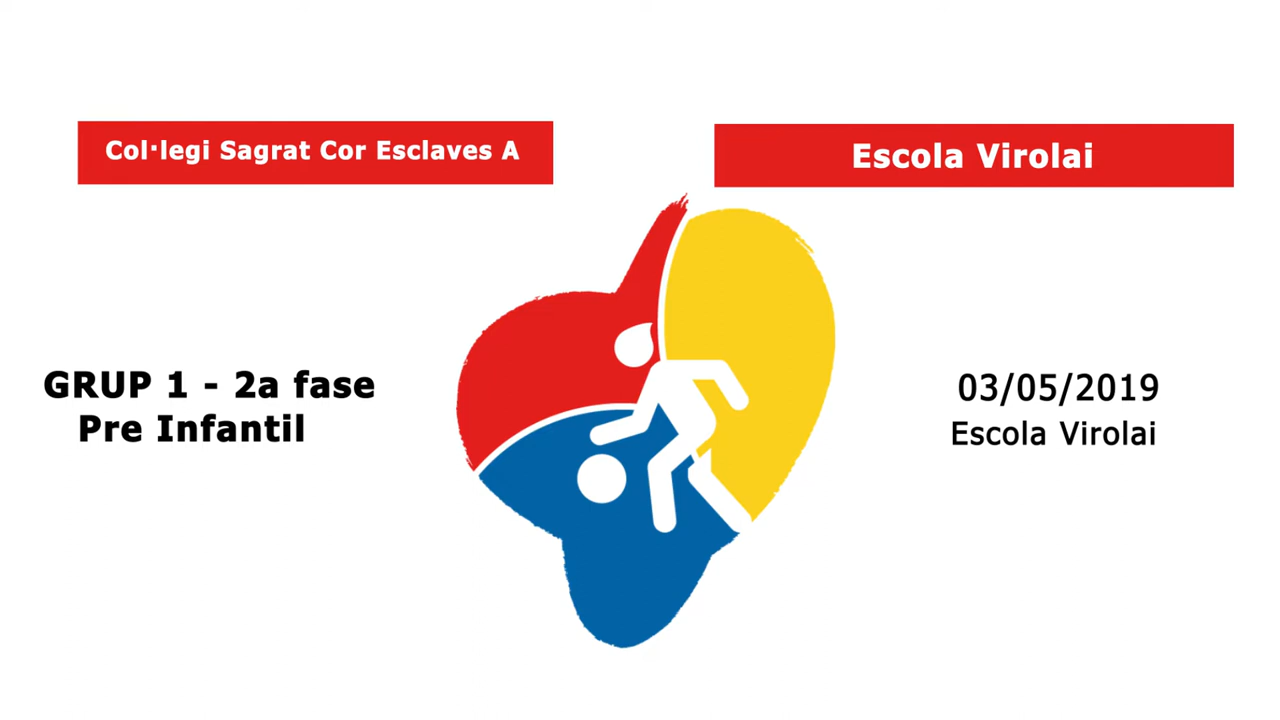 Col·legi Sagrat Cor Esclaves A
Escola Virolai
GRUP 1 - 2a fase
Pre Infantil
03/05/2019
Escola Virolai